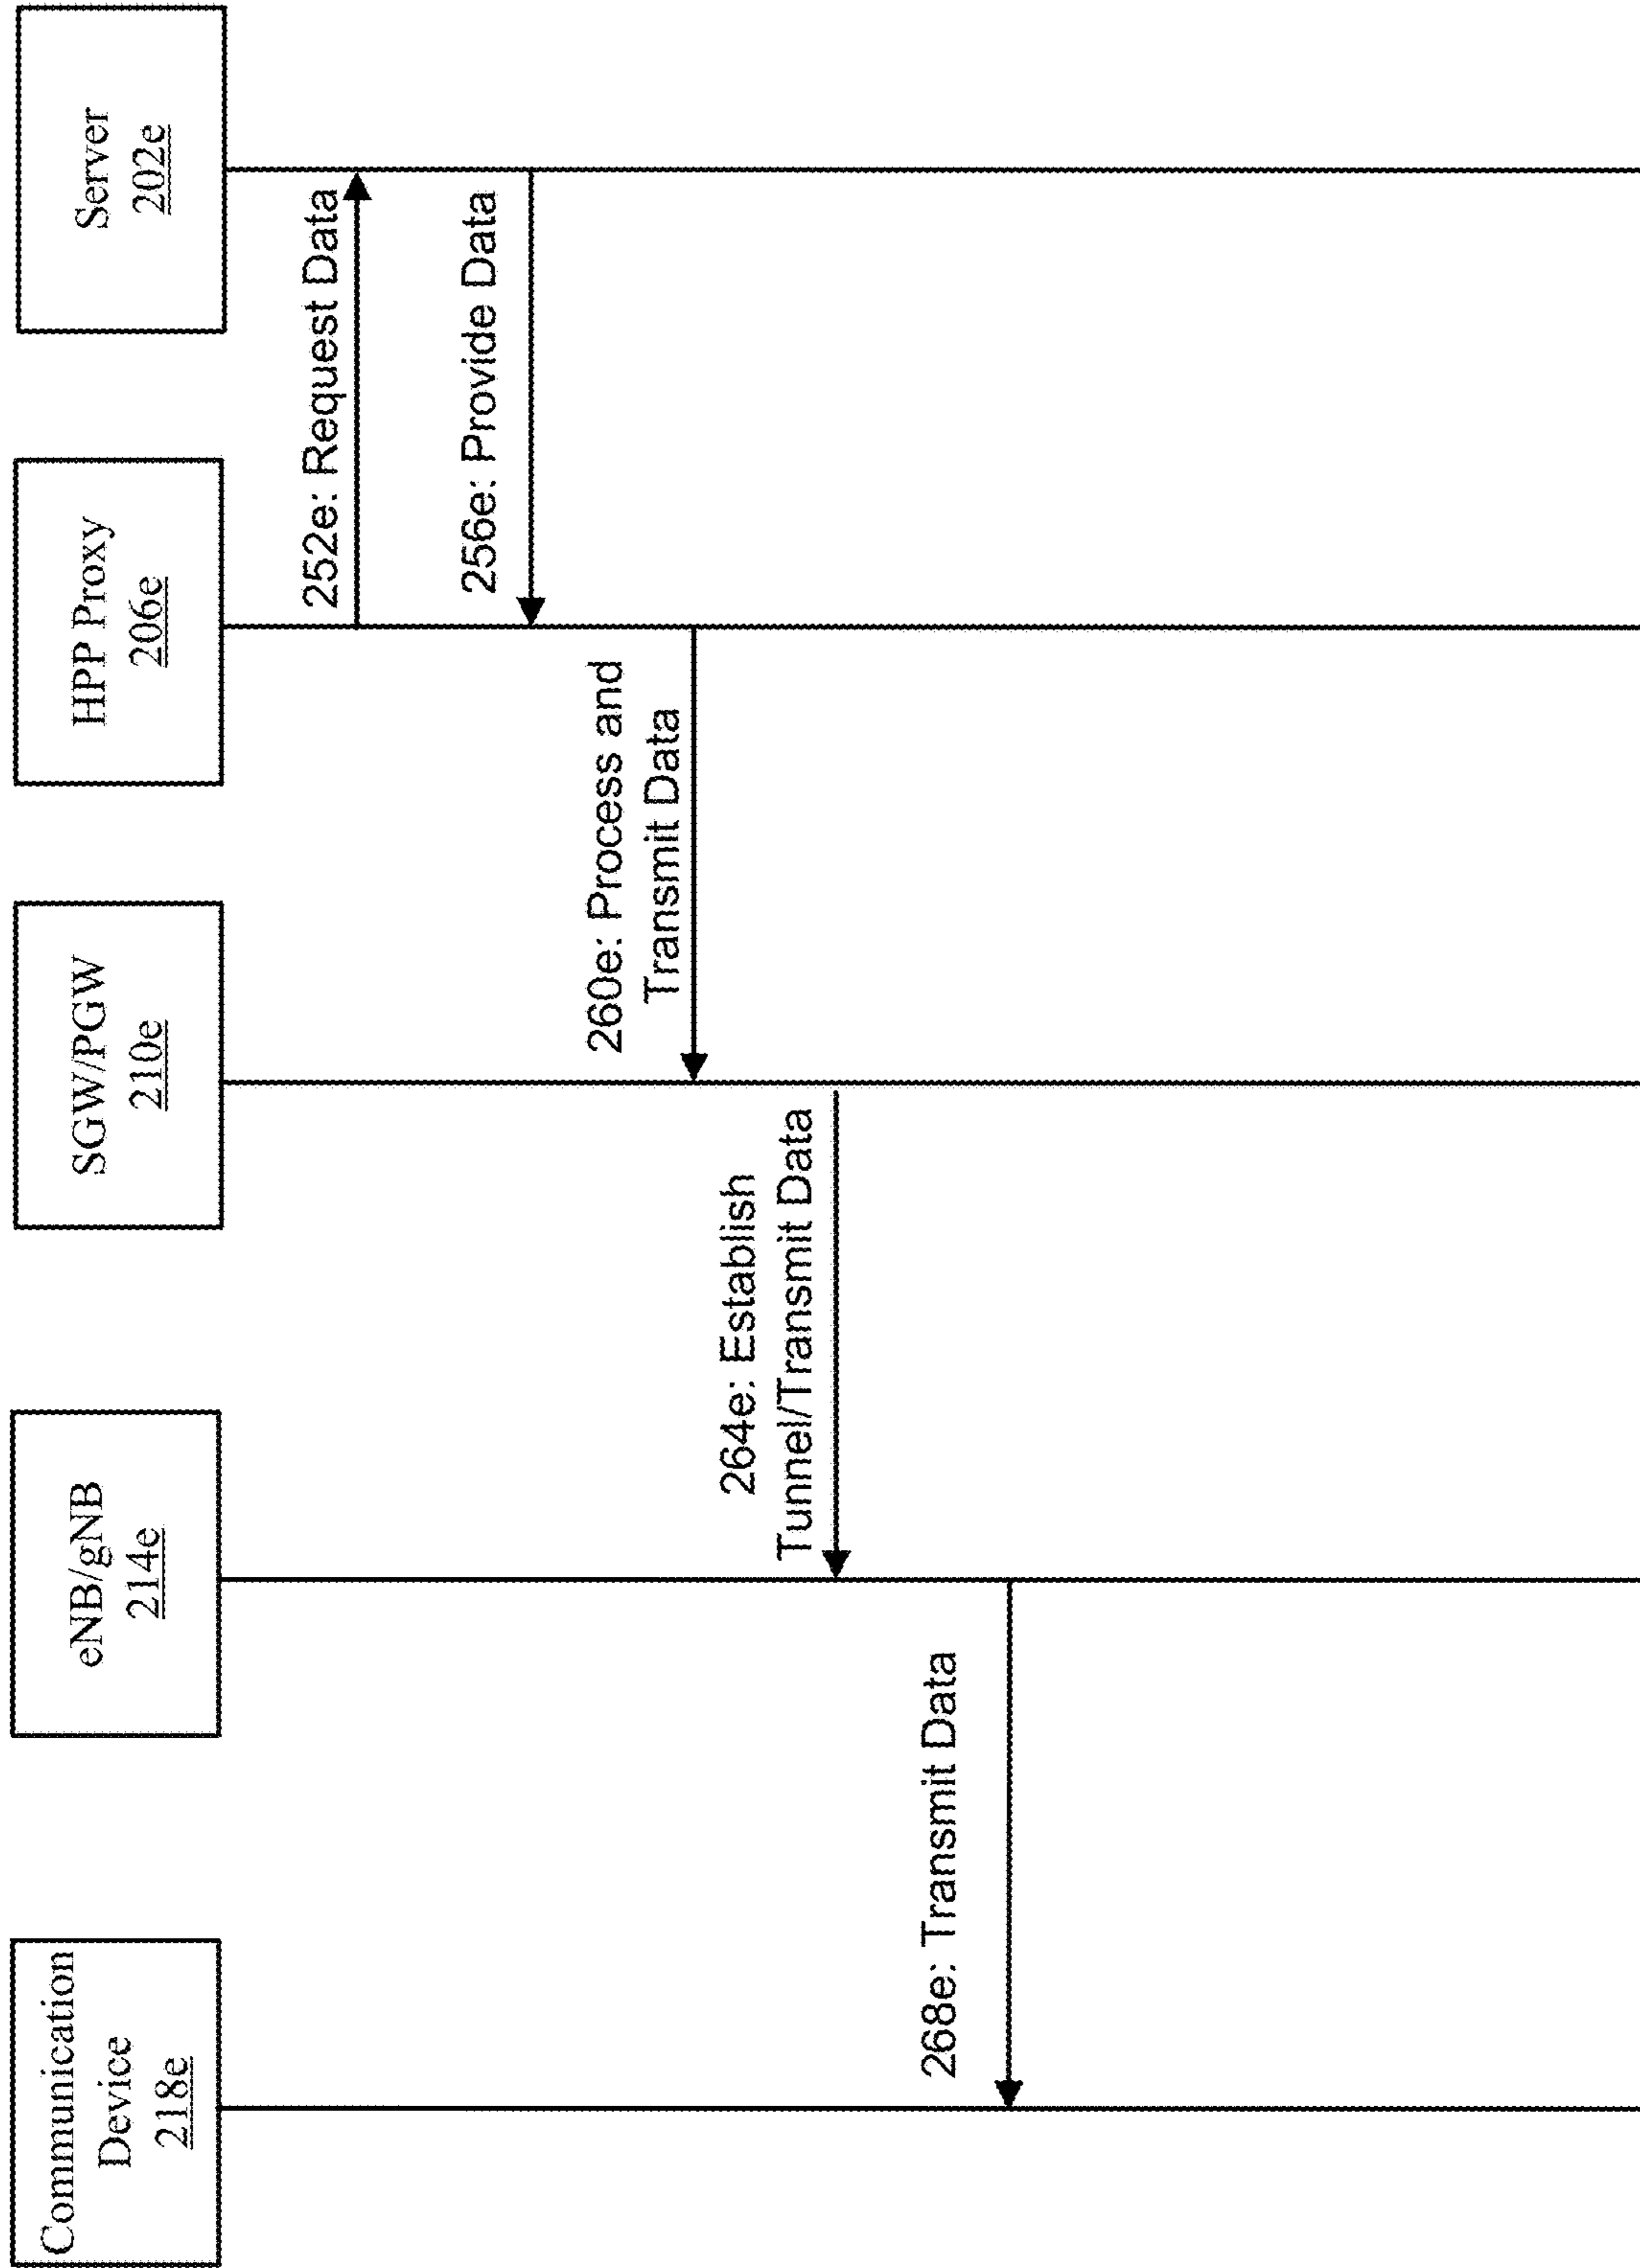 Communication
Device
218e
eNB/gNB
214e
SGW/PGW
210e
HPP Proxy
206e
Server
202e
252e: Request Data
256e: Provide Data
260e: Process and
Transmit Data
264e: Establish
Tunnel/Transmit Data
268e: Transmit Data